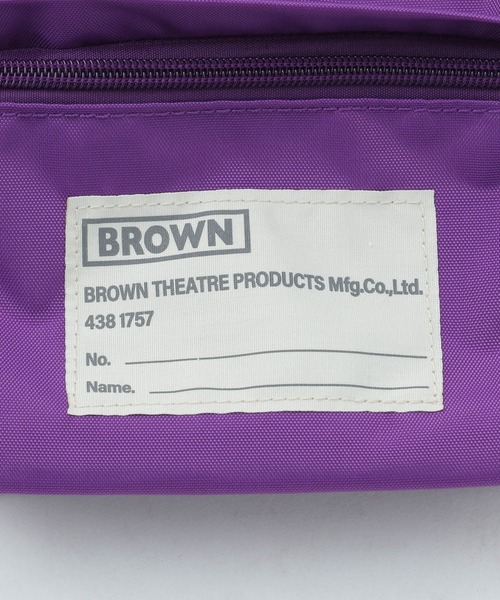 BROWN
BROWN THEATRE PRODUCTS Mfg.Co.,Ltd.
438 1757
No.
Name.